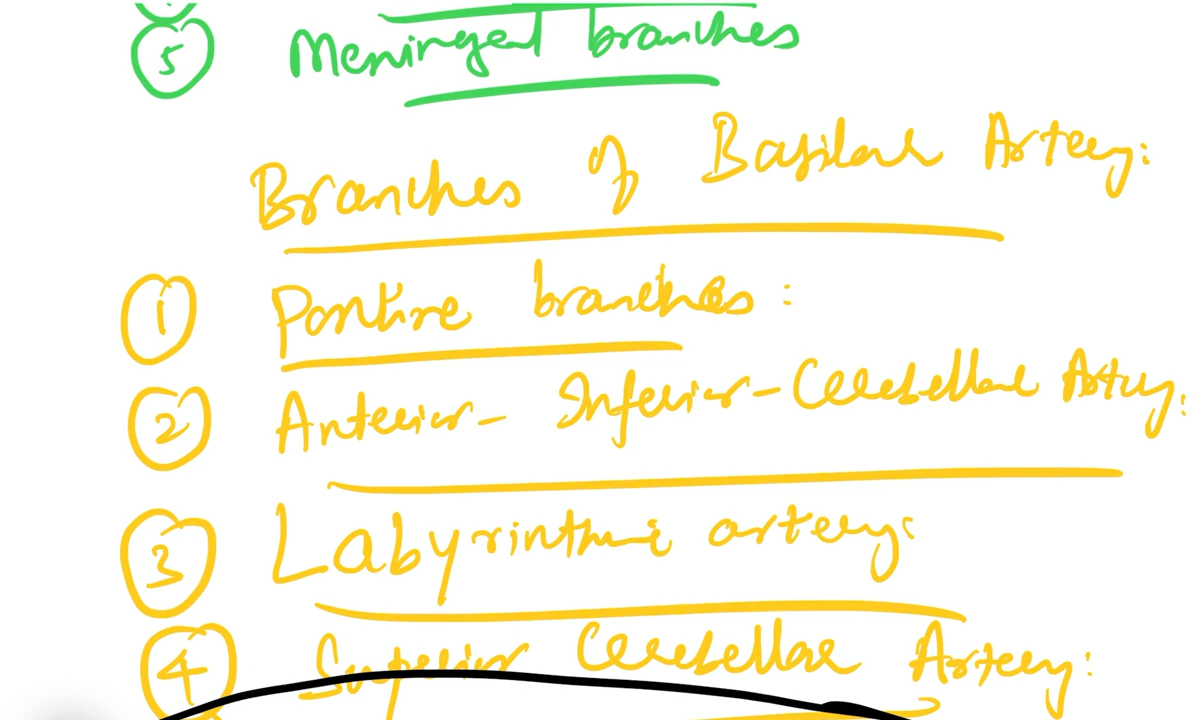 5 Meningeal branches
Branches of Basilar Artery:
1 Pontine branches:
2 Anterior-Inferior-Cerebellar Artery:
3 Labyrinthine artery:
4 Superior Cerebellar Artery: